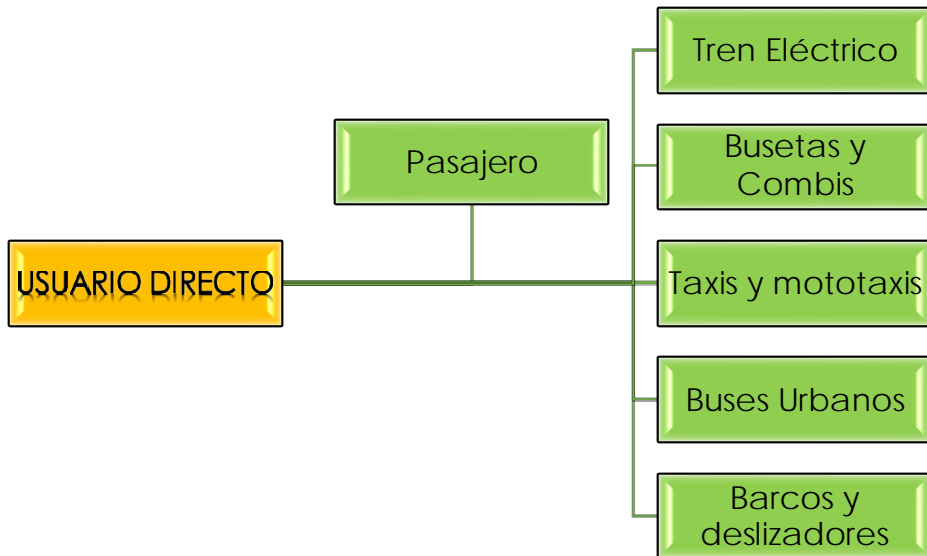 Tren Eléctrico
Pasajero
Busetas y
Combis
USUARIO DIRECTO
Taxis y mototaxis
Buses Urbanos
Barcos y
deslizadores